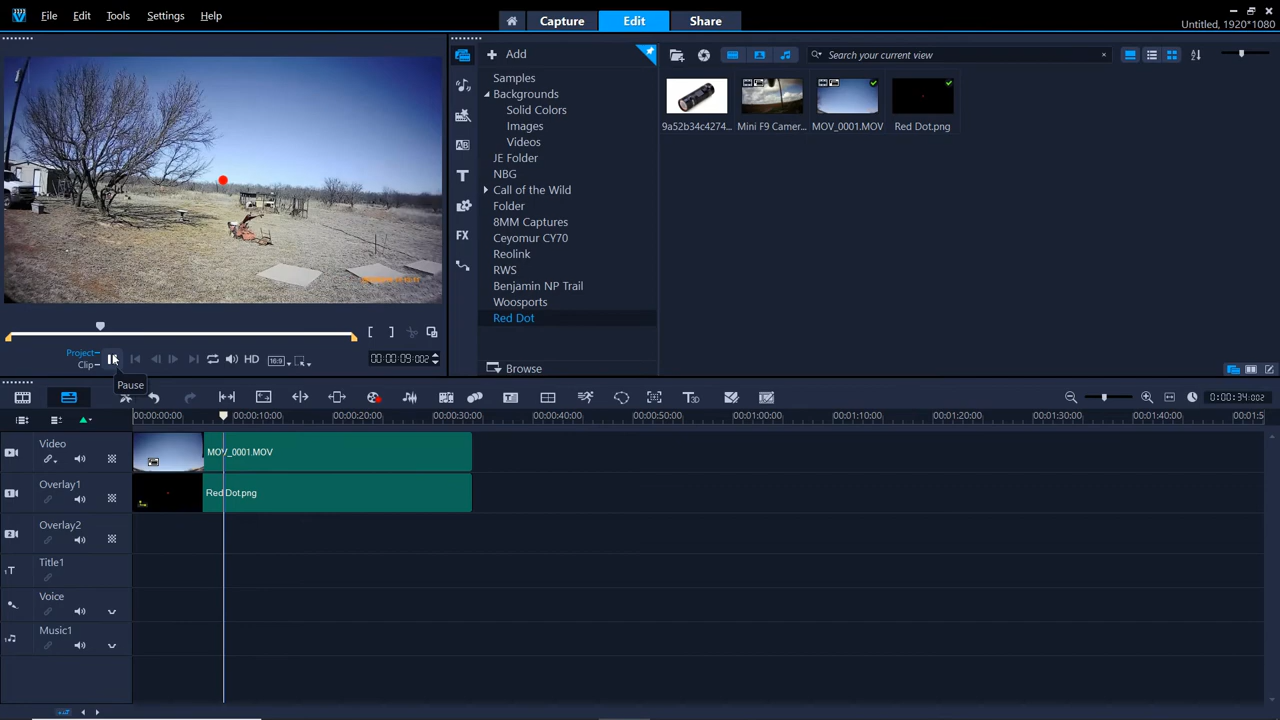 File Edit Tools Settings Help
Capture Edit Share
Untitled, 1920*1080
Add
Samples
Backgrounds
Solid Colors
Images
Videos
JE Folder
NBG
Call of the Wild
Folder
8MM Captures
Ceyomur CY70
Reolink
RWS
Benjamin NP Trail
Woosports
Red Dot
Browse
Search your current view
9a52b34c4274...
Mini F9 Camer...
MOV_0001.MOV
Red Dot.png
AB
T
FX
Project
Clip
HD
16:9
00:00:09:002
Pause
T3D
0:00:34:002
00:00:00:00 00:00:10:00 00:00:20:00 00:00:30:00 00:00:50:00 00:01:00:00 00:01:10:00 00:01:20:00 00:01:30:00 00:01:40:00 00:01:5
Video
MOV_0001.MOV
Overlay1
Red Dot.png
Overlay2
Title1
Voice
Music1